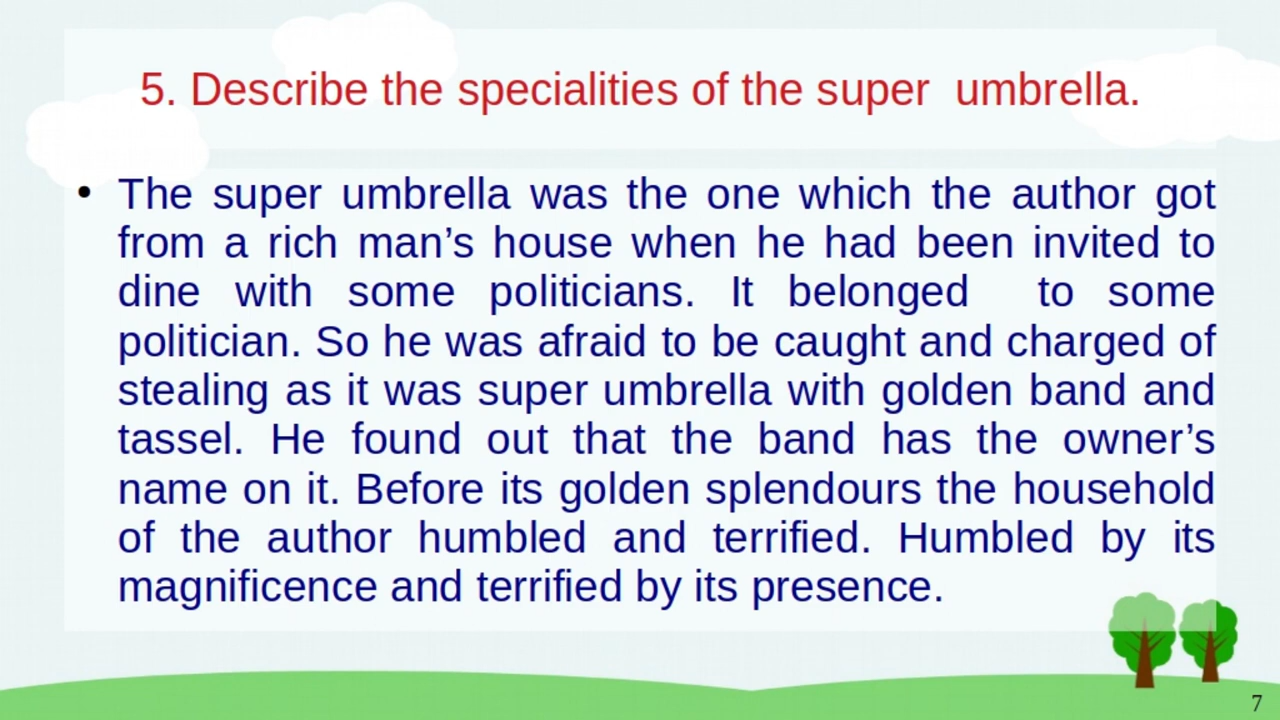 5. Describe the specialities of the super  umbrella.
• The super umbrella was the one which the author got
from a rich man’s house when he had been invited to
dine with some politicians. It belonged  to some
politician. So he was afraid to be caught and charged of
stealing as it was super umbrella with golden band and
tassel. He found out that the band has the owner’s
name on it. Before its golden splendours the household
of the author humbled and terrified. Humbled by its
magnificence and terrified by its presence.
7